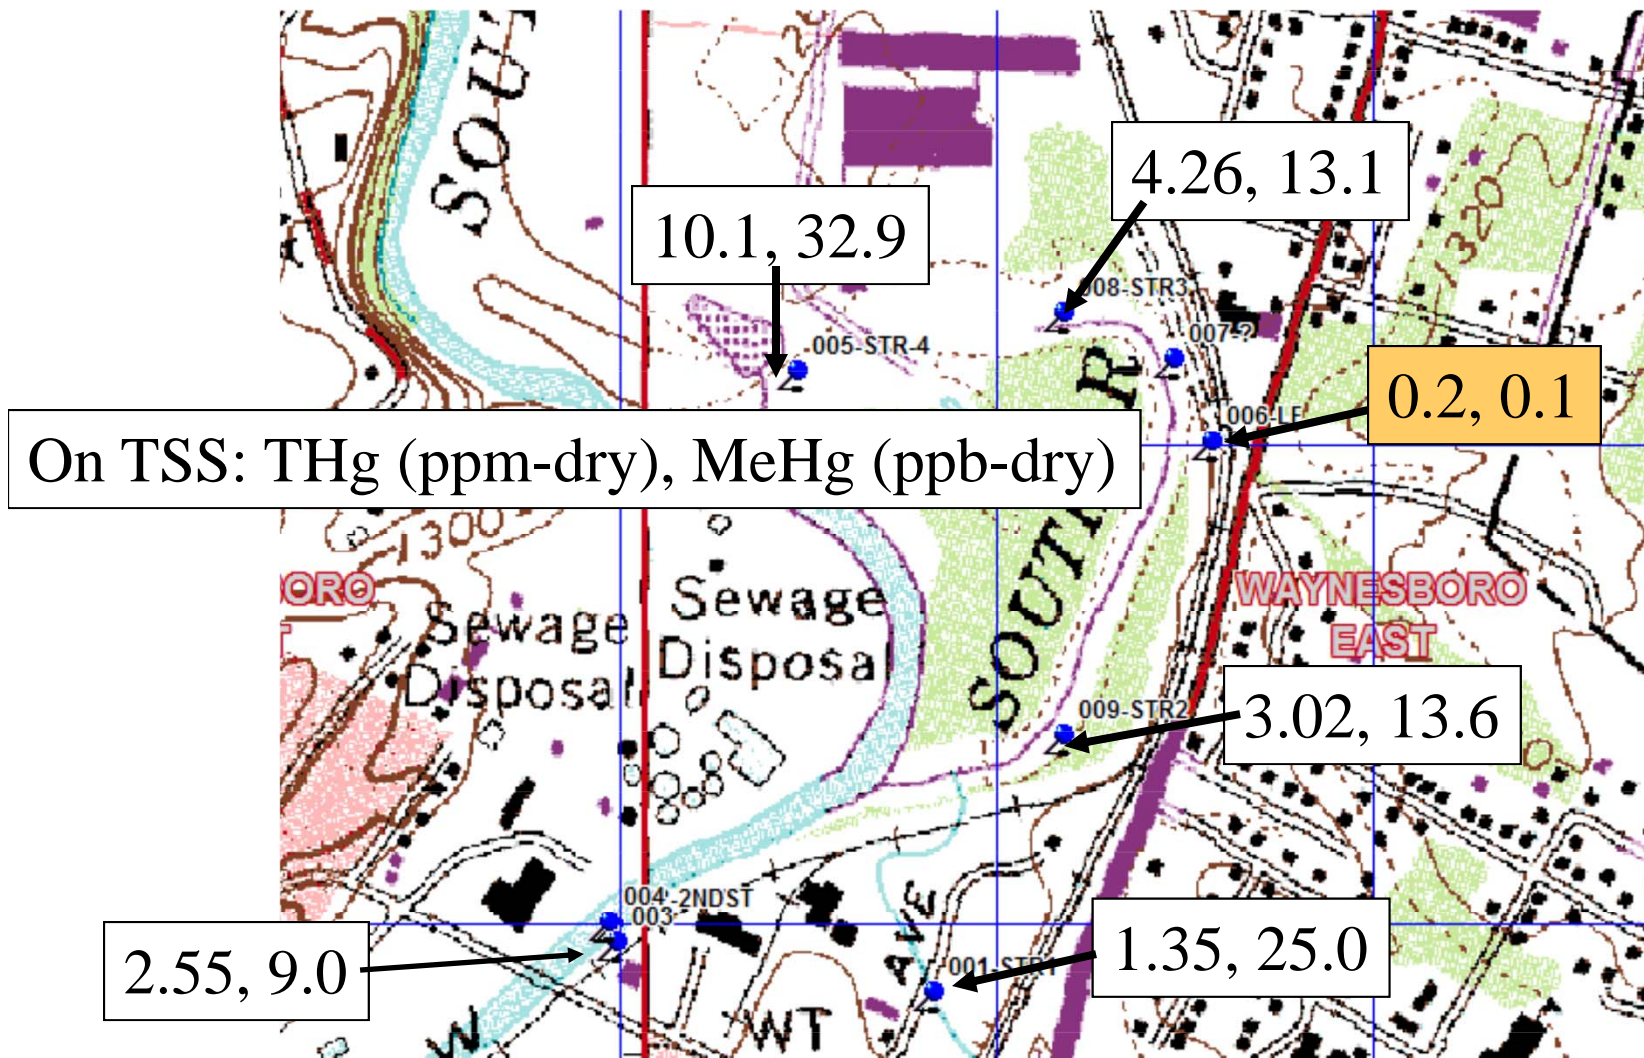 SOUT
4.26, 13.1
1320
10.1, 32.9
008-STR3
007-?
005-STR-4
R
0.2, 0.1
006-LF
On TSS: THg (ppm-dry), MeHg (ppb-dry)
1300
SOUTH
ORO
WAYNESBORO
EAST
T
Sewage
Disposal
Sewage
Disposal
009-STR2
3.02, 13.6
0
004
-2NDST
003
2.55, 9.0
AVE
001-STR1
1.35, 25.0
W
WT